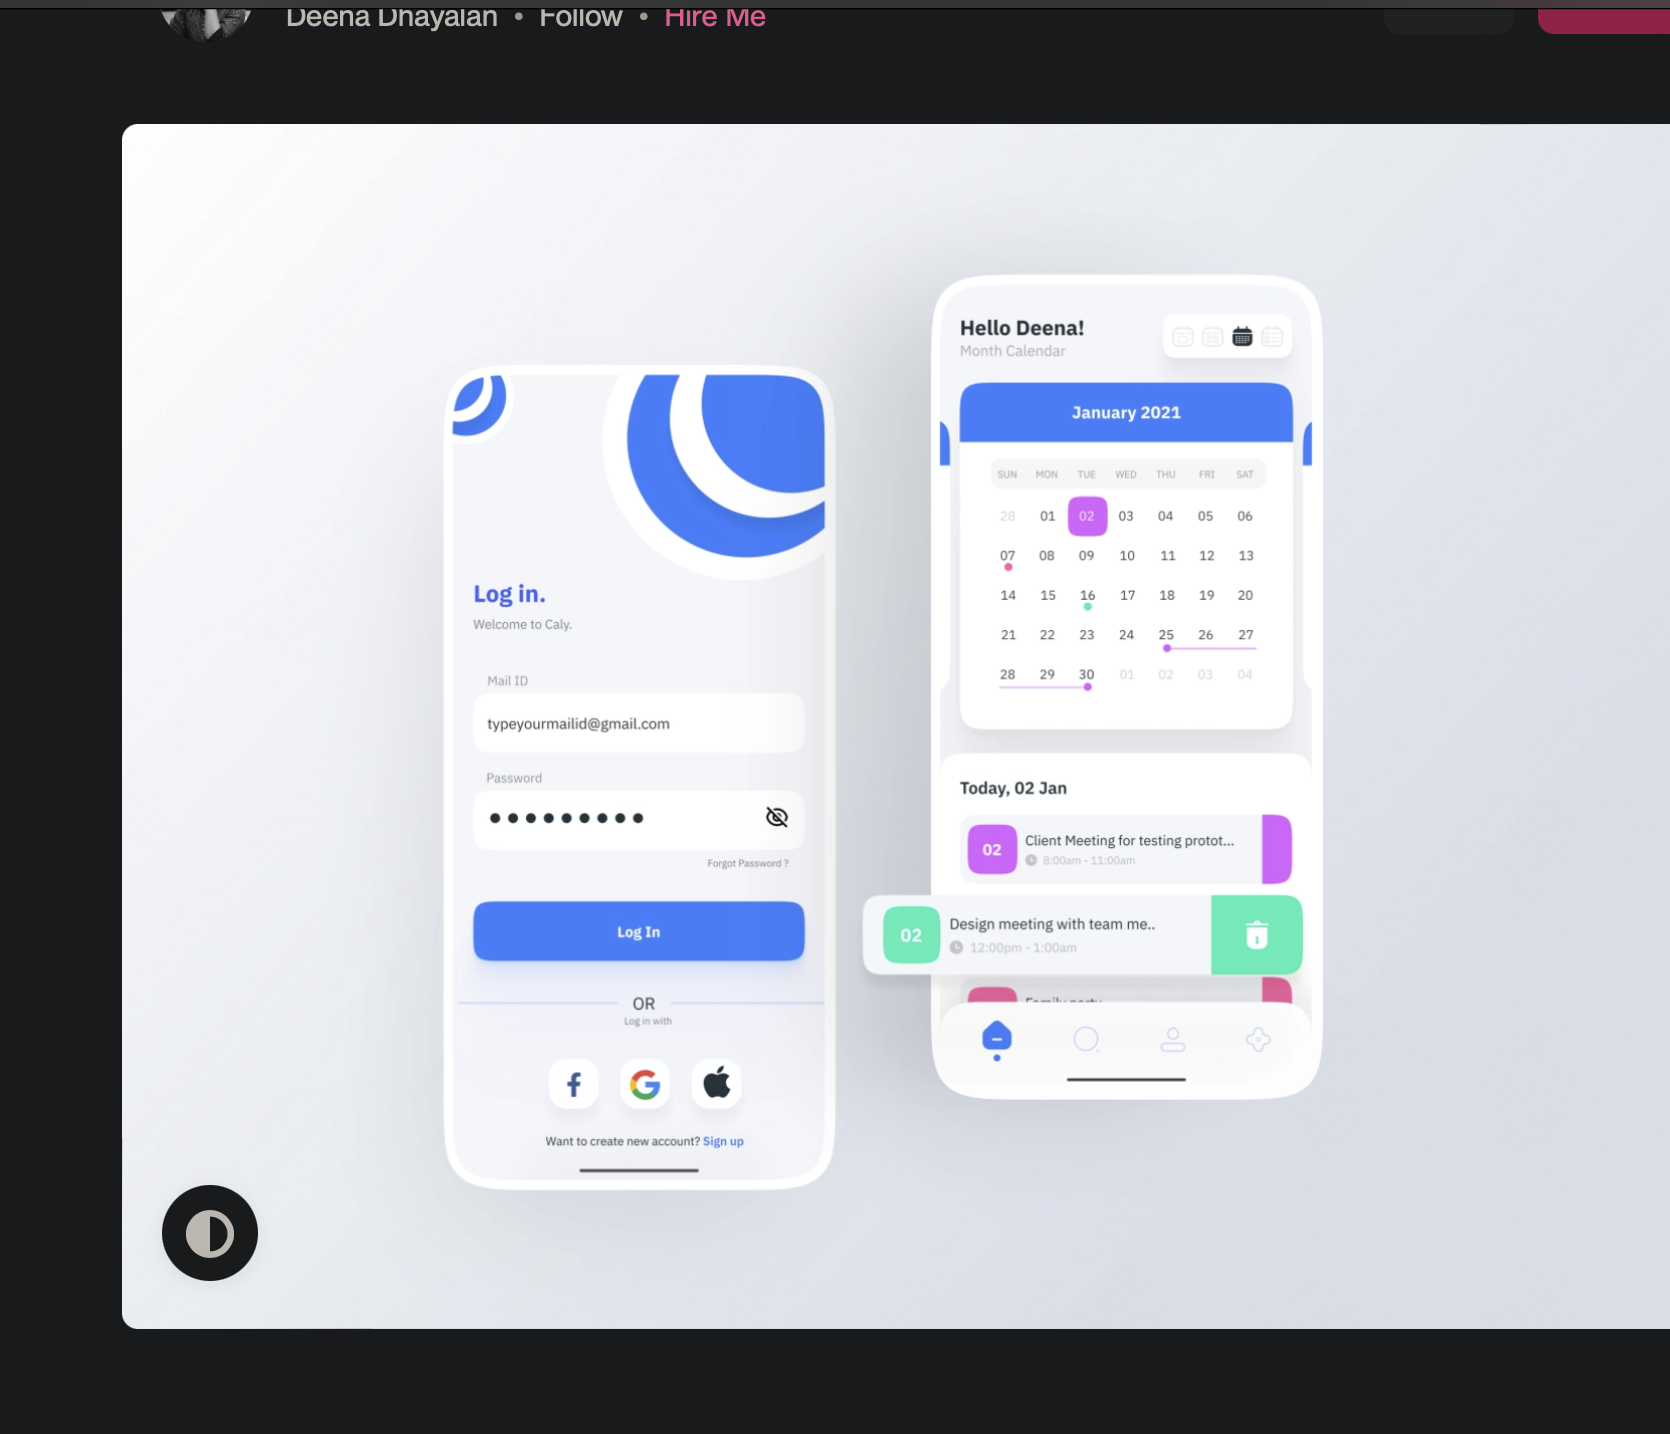 Deena Dhayalan • Follow • Hire Me
Log in.
Welcome to Caly.
Mail ID
typeyourmailid@gmail.com
Password
Forgot Password ?
Log In
OR
Log in with
Want to create new account? Sign up
Hello Deena!
Month Calendar
January 2021
SUN MON TUE WED THU FRI SAT
28 01 02 03 04 05 06
07 08 09 10 11 12 13
14 15 16 17 18 19 20
21 22 23 24 25 26 27
28 29 30 01 02 03 04
Today, 02 Jan
02 Client Meeting for testing protot...
8:00am - 11:00am
02 Design meeting with team me..
12:00pm - 1:00am
Family party